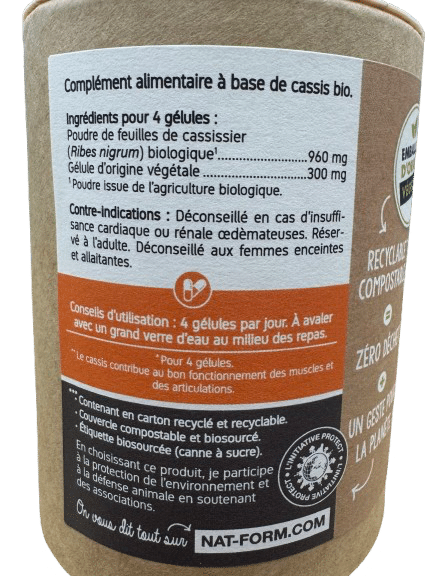 Complément alimentaire à base de cassis bio.
Ingrédients pour 4 gélules :
Poudre de feuilles de cassissier
(Ribes nigrum) biologique¹..............................960 mg
Gélule d'origine végétale ..............................300 mg
¹Poudre issue de l'agriculture biologique.
Contre-indications : Déconseillé en cas d'insuffi-
sance cardiaque ou rénale œdèmateuses. Réser-
vé à l'adulte. Déconseillé aux femmes enceintes
et allaitantes.
Conseils d'utilisation : 4 gélules par jour. À avaler
avec un grand verre d'eau au milieu des repas.
*Pour 4 gélules.
**Le cassis contribue au bon fonctionnement des muscles et
des articulations.
***• Contenant en carton recyclé et recyclable.
• Couvercle compostable et biosourcé.
• Étiquette biosourcée (canne à sucre).
En choisissant ce produit, je participe
à la protection de l'environnement et
à la défense animale en soutenant
des associations.
L'INITIATIVE PROTECT • L'INITIATIVE PROTECT •
On vous dit tout sur
NAT-FORM.COM
RECYCLABLE
COMPOSTABLE
=
ZÉRO DÉCHET
+
UN GESTE
LA PLANÈTE